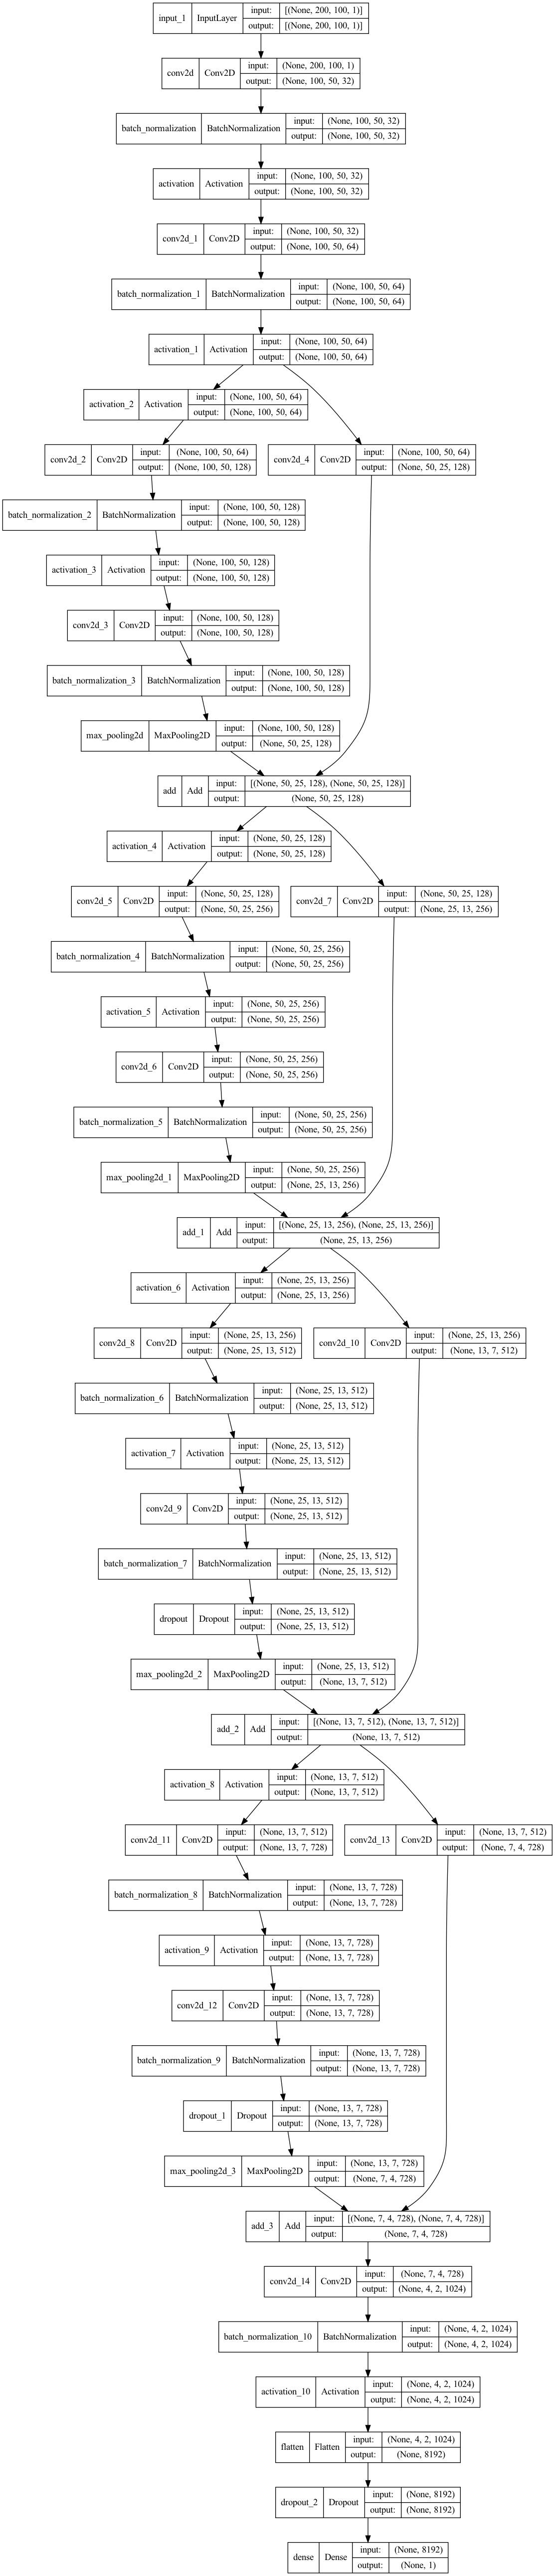 input_1 InputLayer input: [(None, 200, 100, 1)]
output: [(None, 200, 100, 1)]
conv2d Conv2D input: (None, 200, 100, 1)
output: (None, 100, 50, 32)
batch_normalization BatchNormalization input: (None, 100, 50, 32)
output: (None, 100, 50, 32)
activation Activation input: (None, 100, 50, 32)
output: (None, 100, 50, 32)
conv2d_1 Conv2D input: (None, 100, 50, 32)
output: (None, 100, 50, 64)
batch_normalization_1 BatchNormalization input: (None, 100, 50, 64)
output: (None, 100, 50, 64)
activation_1 Activation input: (None, 100, 50, 64)
output: (None, 100, 50, 64)
activation_2 Activation input: (None, 100, 50, 64)
output: (None, 100, 50, 64)
conv2d_2 Conv2D input: (None, 100, 50, 64)
output: (None, 100, 50, 128)
conv2d_4 Conv2D input: (None, 100, 50, 64)
output: (None, 50, 25, 128)
batch_normalization_2 BatchNormalization input: (None, 100, 50, 128)
output: (None, 100, 50, 128)
activation_3 Activation input: (None, 100, 50, 128)
output: (None, 100, 50, 128)
conv2d_3 Conv2D input: (None, 100, 50, 128)
output: (None, 100, 50, 128)
batch_normalization_3 BatchNormalization input: (None, 100, 50, 128)
output: (None, 100, 50, 128)
max_pooling2d MaxPooling2D input: (None, 100, 50, 128)
output: (None, 50, 25, 128)
add Add input: [(None, 50, 25, 128), (None, 50, 25, 128)]
output: (None, 50, 25, 128)
activation_4 Activation input: (None, 50, 25, 128)
output: (None, 50, 25, 128)
conv2d_5 Conv2D input: (None, 50, 25, 128)
output: (None, 50, 25, 256)
conv2d_7 Conv2D input: (None, 50, 25, 128)
output: (None, 25, 13, 256)
batch_normalization_4 BatchNormalization input: (None, 50, 25, 256)
output: (None, 50, 25, 256)
activation_5 Activation input: (None, 50, 25, 256)
output: (None, 50, 25, 256)
conv2d_6 Conv2D input: (None, 50, 25, 256)
output: (None, 50, 25, 256)
batch_normalization_5 BatchNormalization input: (None, 50, 25, 256)
output: (None, 50, 25, 256)
max_pooling2d_1 MaxPooling2D input: (None, 50, 25, 256)
output: (None, 25, 13, 256)
add_1 Add input: [(None, 25, 13, 256), (None, 25, 13, 256)]
output: (None, 25, 13, 256)
activation_6 Activation input: (None, 25, 13, 256)
output: (None, 25, 13, 256)
conv2d_8 Conv2D input: (None, 25, 13, 256)
output: (None, 25, 13, 512)
conv2d_10 Conv2D input: (None, 25, 13, 256)
output: (None, 13, 7, 512)
batch_normalization_6 BatchNormalization input: (None, 25, 13, 512)
output: (None, 25, 13, 512)
activation_7 Activation input: (None, 25, 13, 512)
output: (None, 25, 13, 512)
conv2d_9 Conv2D input: (None, 25, 13, 512)
output: (None, 25, 13, 512)
batch_normalization_7 BatchNormalization input: (None, 25, 13, 512)
output: (None, 25, 13, 512)
dropout Dropout input: (None, 25, 13, 512)
output: (None, 25, 13, 512)
max_pooling2d_2 MaxPooling2D input: (None, 25, 13, 512)
output: (None, 13, 7, 512)
add_2 Add input: [(None, 13, 7, 512), (None, 13, 7, 512)]
output: (None, 13, 7, 512)
activation_8 Activation input: (None, 13, 7, 512)
output: (None, 13, 7, 512)
conv2d_11 Conv2D input: (None, 13, 7, 512)
output: (None, 13, 7, 728)
conv2d_13 Conv2D input: (None, 13, 7, 512)
output: (None, 7, 4, 728)
batch_normalization_8 BatchNormalization input: (None, 13, 7, 728)
output: (None, 13, 7, 728)
activation_9 Activation input: (None, 13, 7, 728)
output: (None, 13, 7, 728)
conv2d_12 Conv2D input: (None, 13, 7, 728)
output: (None, 13, 7, 728)
batch_normalization_9 BatchNormalization input: (None, 13, 7, 728)
output: (None, 13, 7, 728)
dropout_1 Dropout input: (None, 13, 7, 728)
output: (None, 13, 7, 728)
max_pooling2d_3 MaxPooling2D input: (None, 13, 7, 728)
output: (None, 7, 4, 728)
add_3 Add input: [(None, 7, 4, 728), (None, 7, 4, 728)]
output: (None, 7, 4, 728)
conv2d_14 Conv2D input: (None, 7, 4, 728)
output: (None, 4, 2, 1024)
batch_normalization_10 BatchNormalization input: (None, 4, 2, 1024)
output: (None, 4, 2, 1024)
activation_10 Activation input: (None, 4, 2, 1024)
output: (None, 4, 2, 1024)
flatten Flatten input: (None, 4, 2, 1024)
output: (None, 8192)
dropout_2 Dropout input: (None, 8192)
output: (None, 8192)
dense Dense input: (None, 8192)
output: (None, 1)